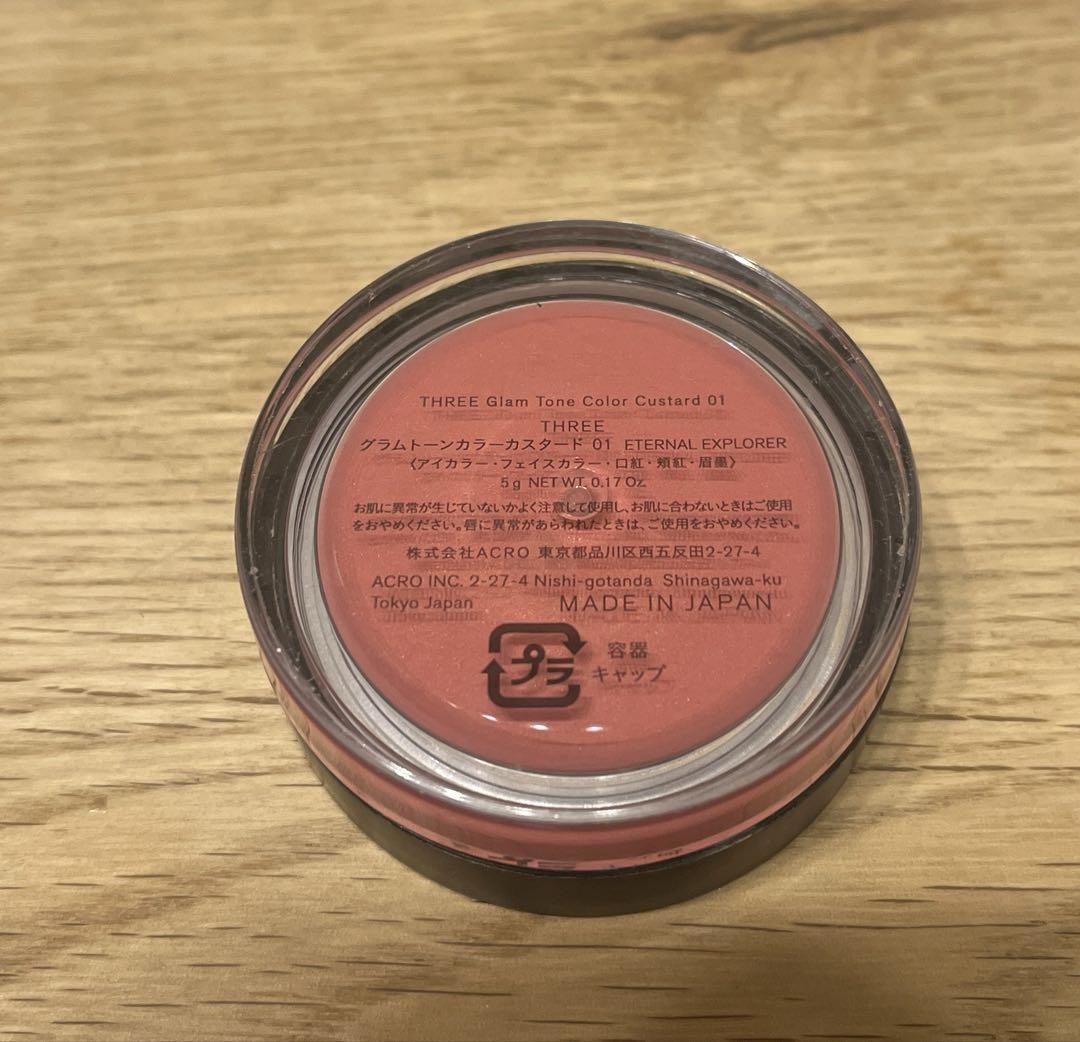 THREE Glam Tone Color Custard 01
THREE
グラムトーンカラーカスタード 01 ETERNAL EXPLORER
〈アイカラー・フェイスカラー・口紅・頬紅・眉墨〉
5g NET WT. 0.17 Oz.
お肌に異常が生じていないかよく注意して使用し、お肌に合わないときはご使用
をおやめください。唇に異常があらわれたときは、ご使用をおやめください。
株式会社ACRO 東京都品川区西五反田2-27-4
ACRO INC. 2-27-4 Nishi-gotanda Shinagawa-ku
Tokyo Japan MADE IN JAPAN
プラ 容器
キャップ